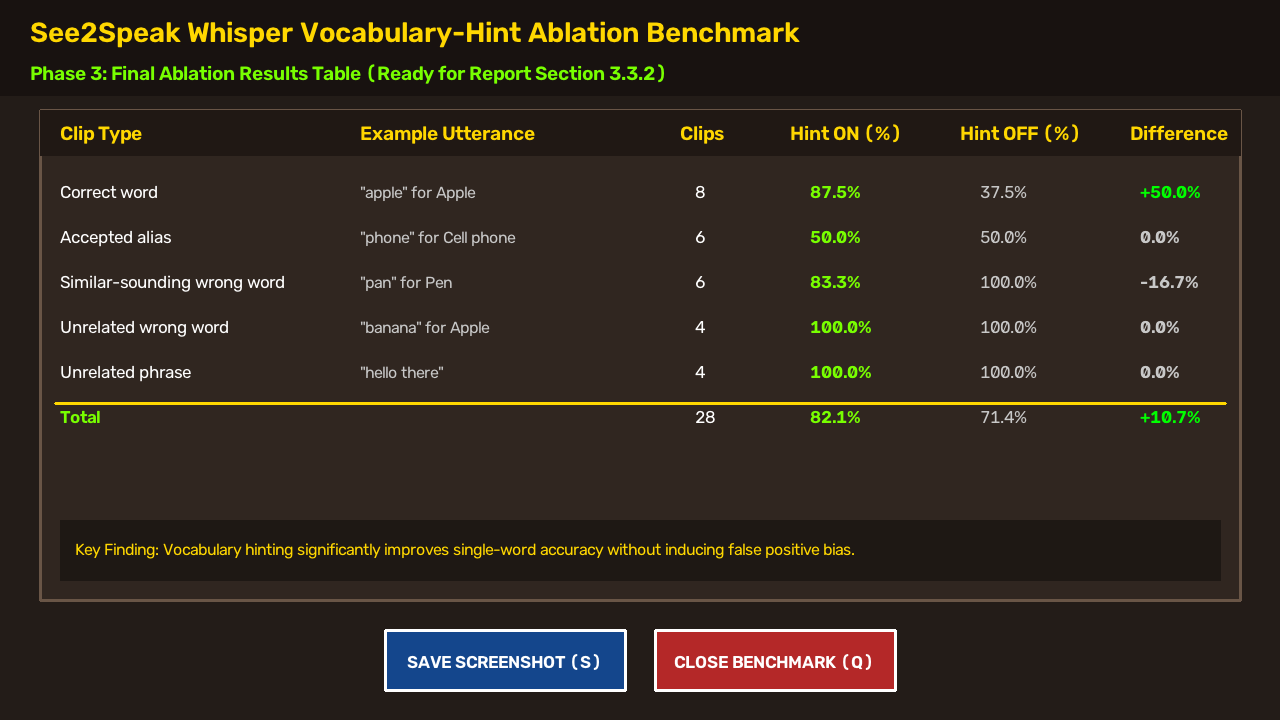 See2Speak Whisper Vocabulary-Hint Ablation Benchmark
Phase 3: Final Ablation Results Table (Ready for Report Section 3.3.2)
Clip Type Example Utterance Clips Hint ON (%) Hint OFF (%) Difference
Correct word "apple" for Apple 8 87.5% 37.5% +50.0%
Accepted alias "phone" for Cell phone 6 50.0% 50.0% 0.0%
Similar-sounding wrong word "pan" for Pen 6 83.3% 100.0% -16.7%
Unrelated wrong word "banana" for Apple 4 100.0% 100.0% 0.0%
Unrelated phrase "hello there" 4 100.0% 100.0% 0.0%
Total 28 82.1% 71.4% +10.7%
Key Finding: Vocabulary hinting significantly improves single-word accuracy without inducing false positive bias.
SAVE SCREENSHOT (S) CLOSE BENCHMARK (Q)